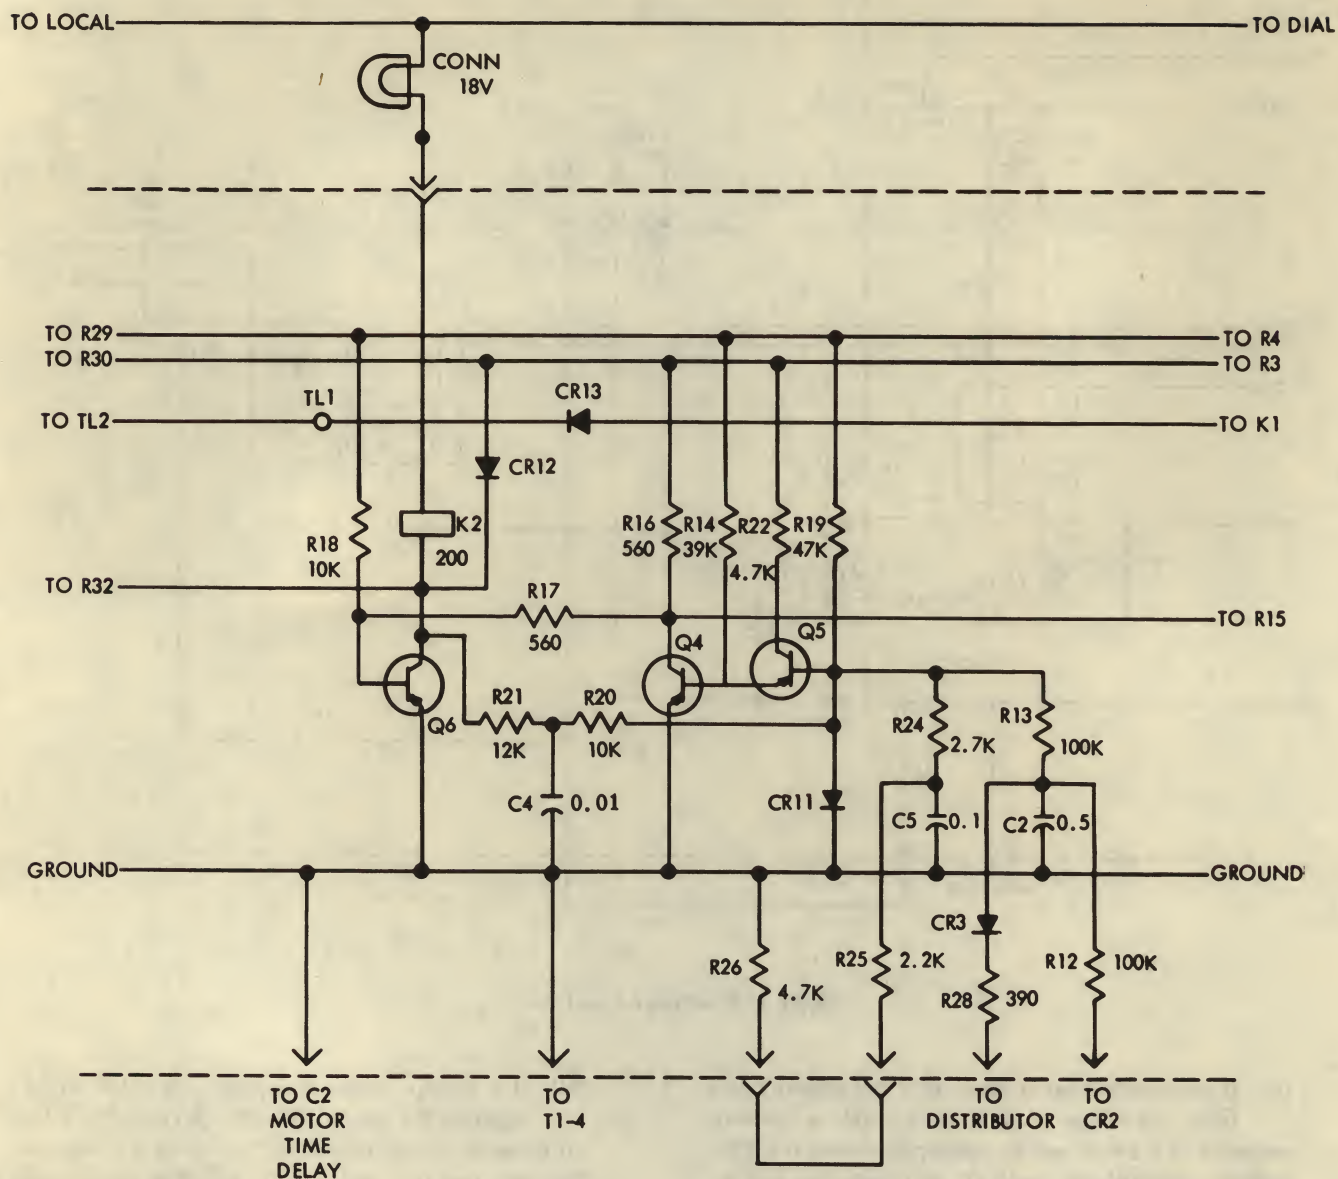 TO LOCAL
TO DIAL
CONN
18V
TO R29
TO R4
TO R30
TO R3
TL1
CR13
TO TL2
TO K1
CR12
R18
10K
K2
200
R16
560
R14
39K
R22
4.7K
R19
47K
TO R32
R17
560
TO R15
Q4
Q5
Q6
R21
12K
R20
10K
R24
2.7K
R13
100K
C4
0.01
CR11
C5
0.1
C2
0.5
GROUND
GROUND
CR3
R26
4.7K
R25
2.2K
R28
390
R12
100K
TO C2
MOTOR
TIME
DELAY
TO
T1-4
TO
DISTRIBUTOR
TO
CR2